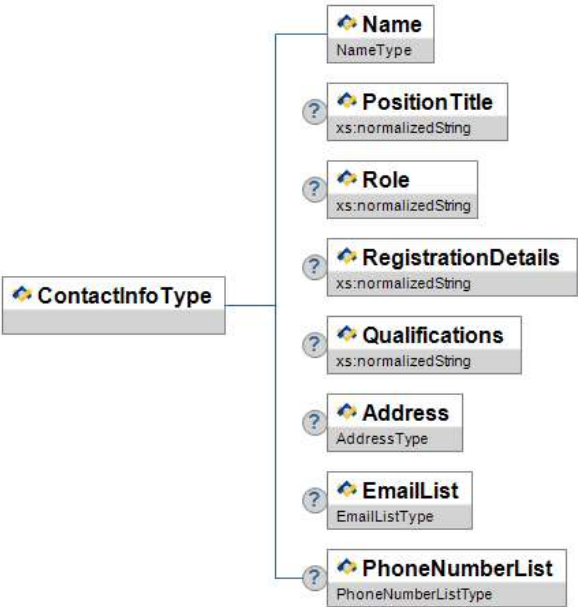 Name
NameType
?
PositionTitle
xs:normalizedString
?
Role
xs:normalizedString
?
RegistrationDetails
xs:normalizedString
ContactInfoType
?
Qualifications
xs:normalizedString
?
Address
AddressType
?
EmailList
EmailListType
?
PhoneNumberList
PhoneNumberListType